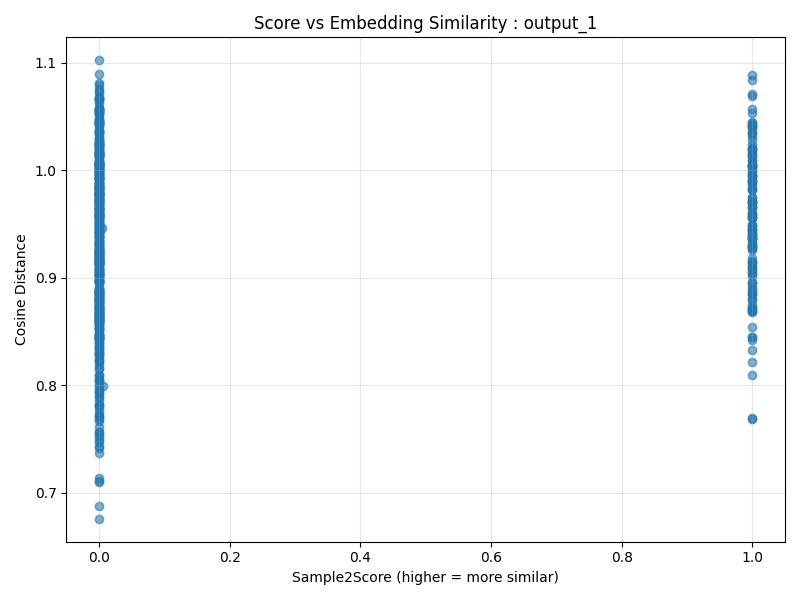 Score vs Embedding Similarity : output_1
1.1
1.0
0.9
0.8
0.7
Cosine Distance
0.0 0.2 0.4 0.6 0.8 1.0
Sample2Score (higher = more similar)